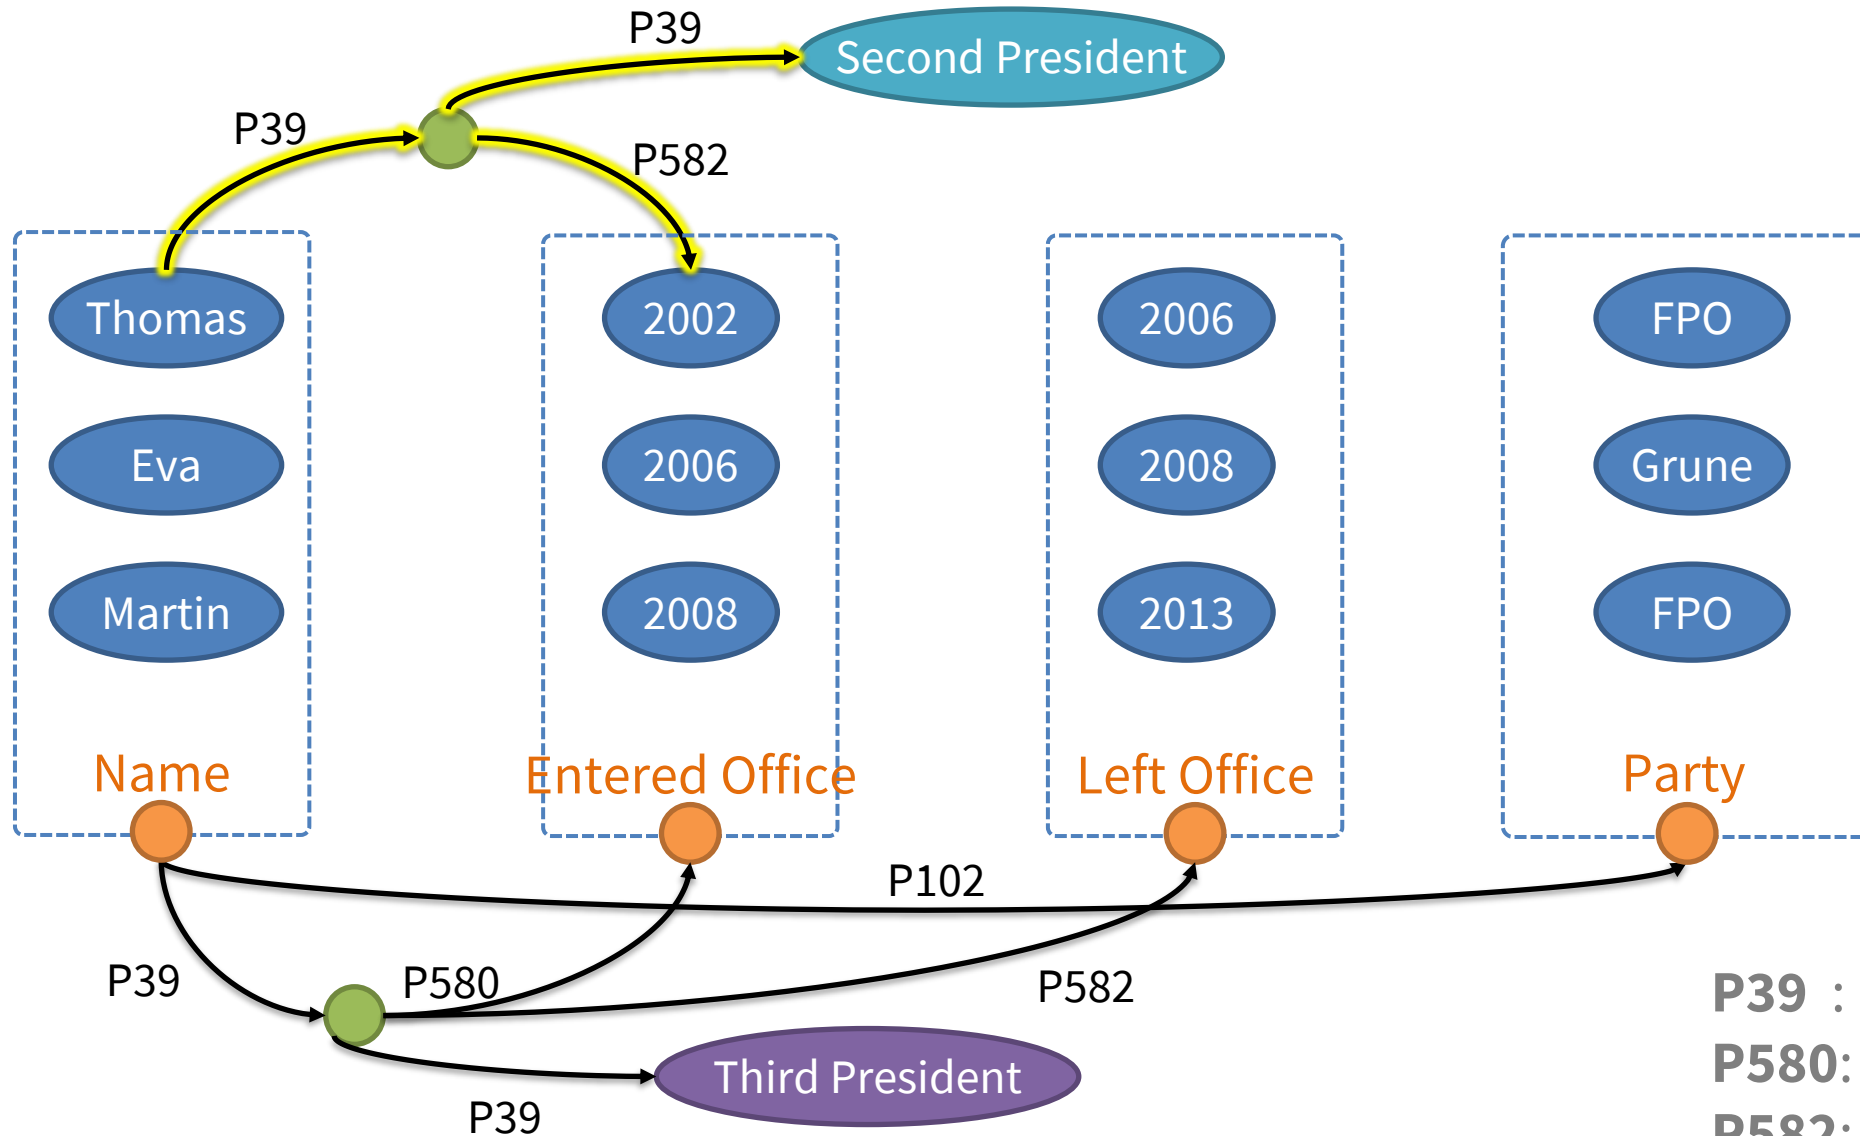 P39
Second President
P39
P582
Thomas
2002
2006
FPO
Eva
2006
2008
Grune
Martin
2008
2013
FPO
Name
Entered Office
Left Office
Party
P102
P39
P580
P582
P39 :
Third President
P580:
P39
P582: